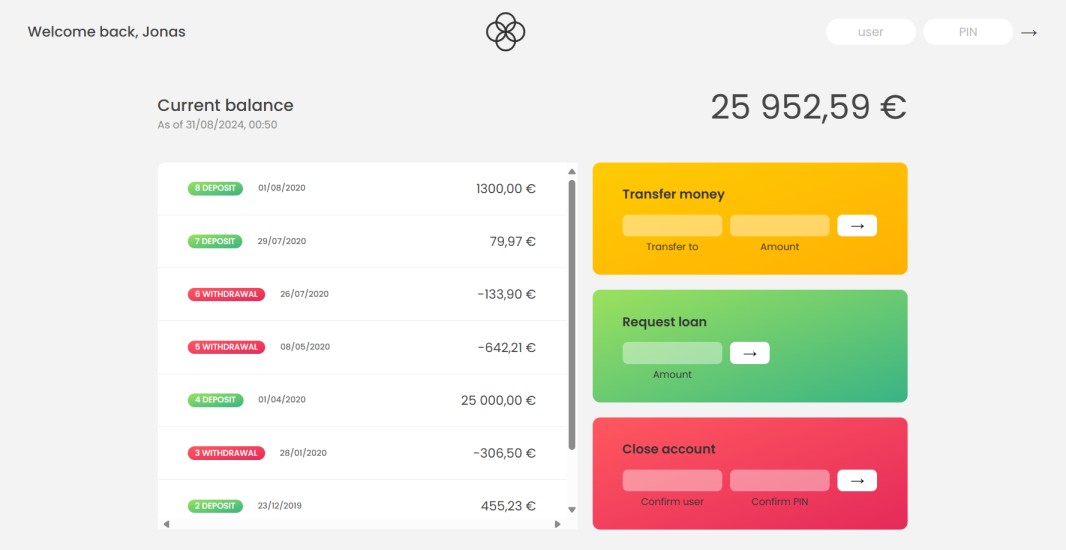 Welcome back, Jonas
user
PIN
→
Current balance
As of 31/08/2024, 00:50
25 952,59 €
8 DEPOSIT 01/08/2020 1300,00 €
7 DEPOSIT 29/07/2020 79,97 €
6 WITHDRAWAL 26/07/2020 -133,90 €
5 WITHDRAWAL 08/05/2020 -642,21 €
4 DEPOSIT 01/04/2020 25 000,00 €
3 WITHDRAWAL 28/01/2020 -306,50 €
2 DEPOSIT 23/12/2019 455,23 €
Transfer money
→
Transfer to Amount
Request loan
→
Amount
Close account
→
Confirm user Confirm PIN